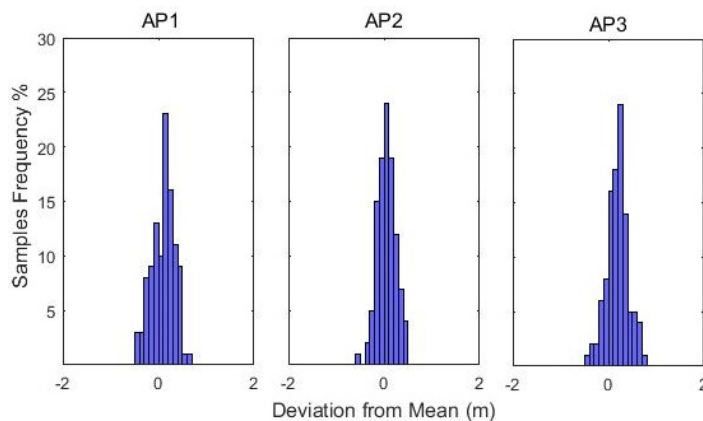 AP1
AP2
AP3
Samples Frequency %
30
25
20
15
10
5
-2 0 2
-2 0 2
-2 0 2
Deviation from Mean (m)